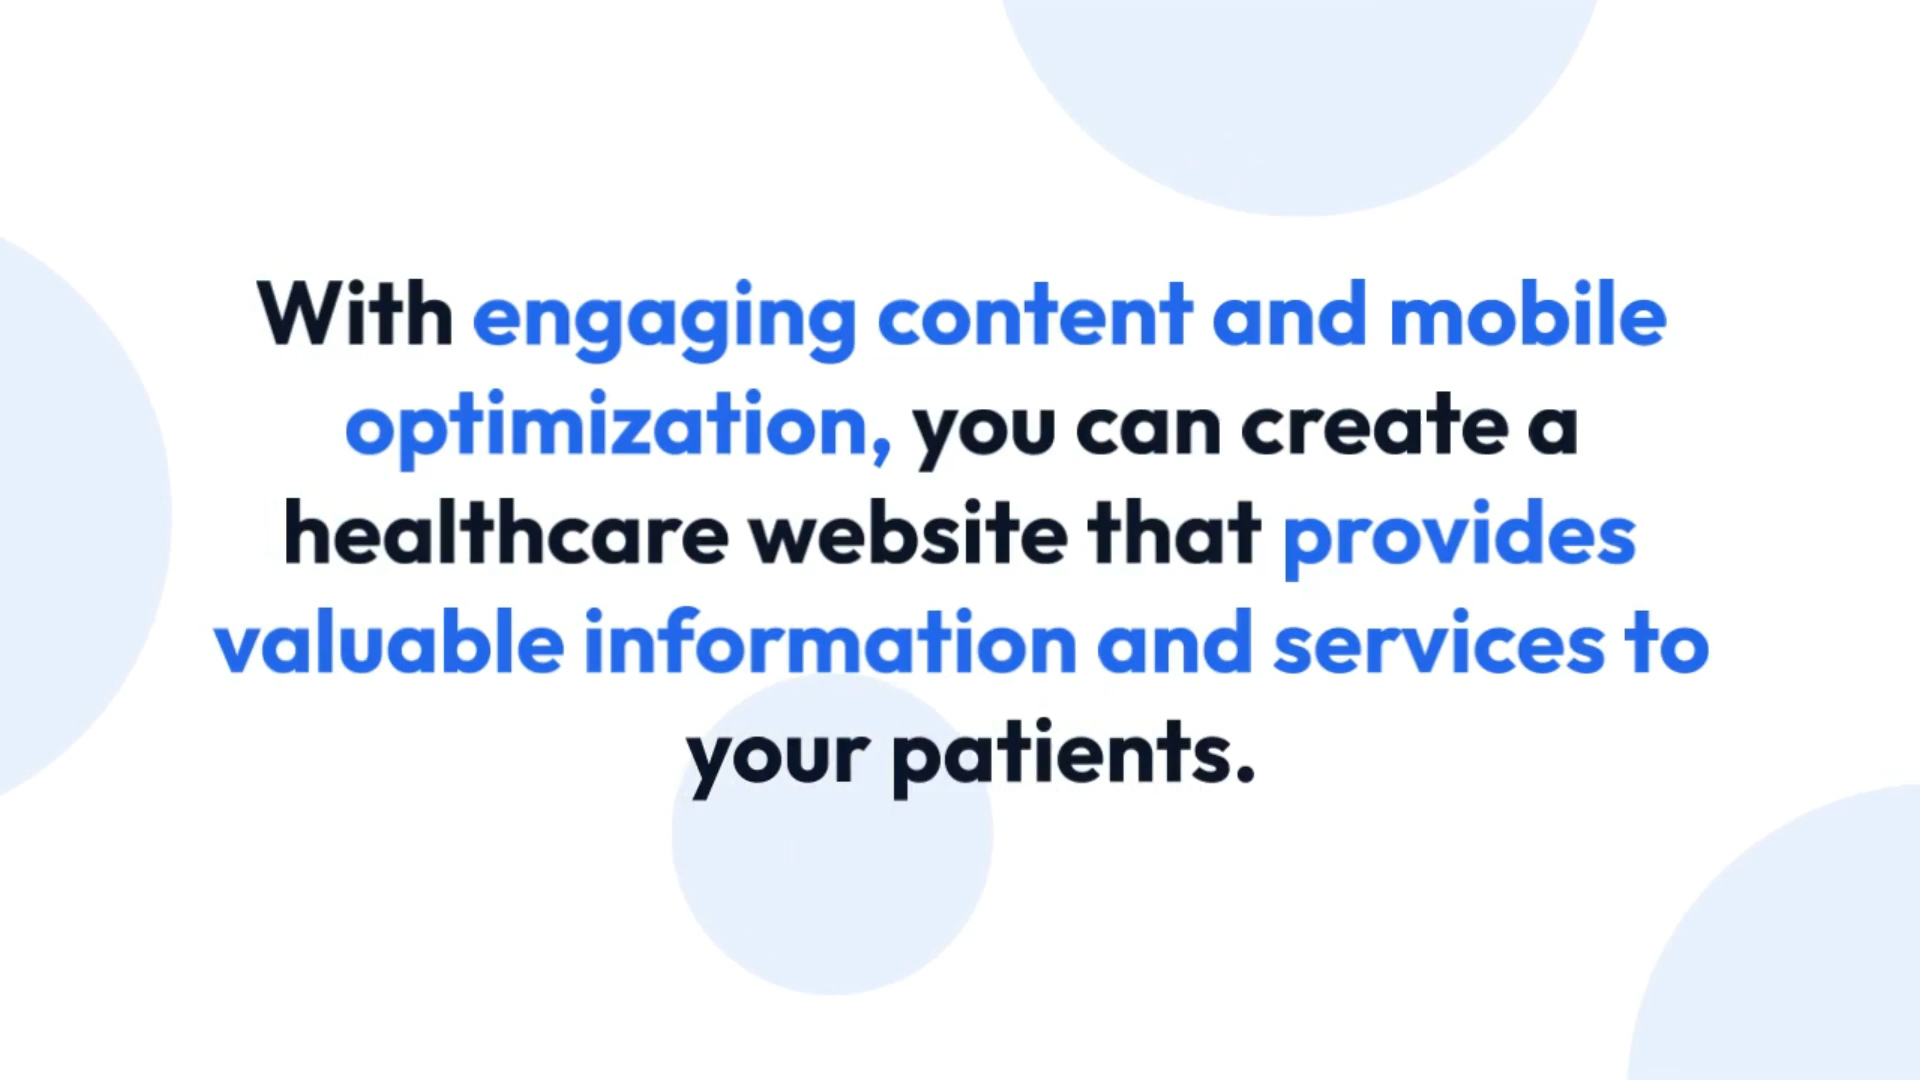 With engaging content and mobile
optimization, you can create a
healthcare website that provides
valuable information and services to
your patients.